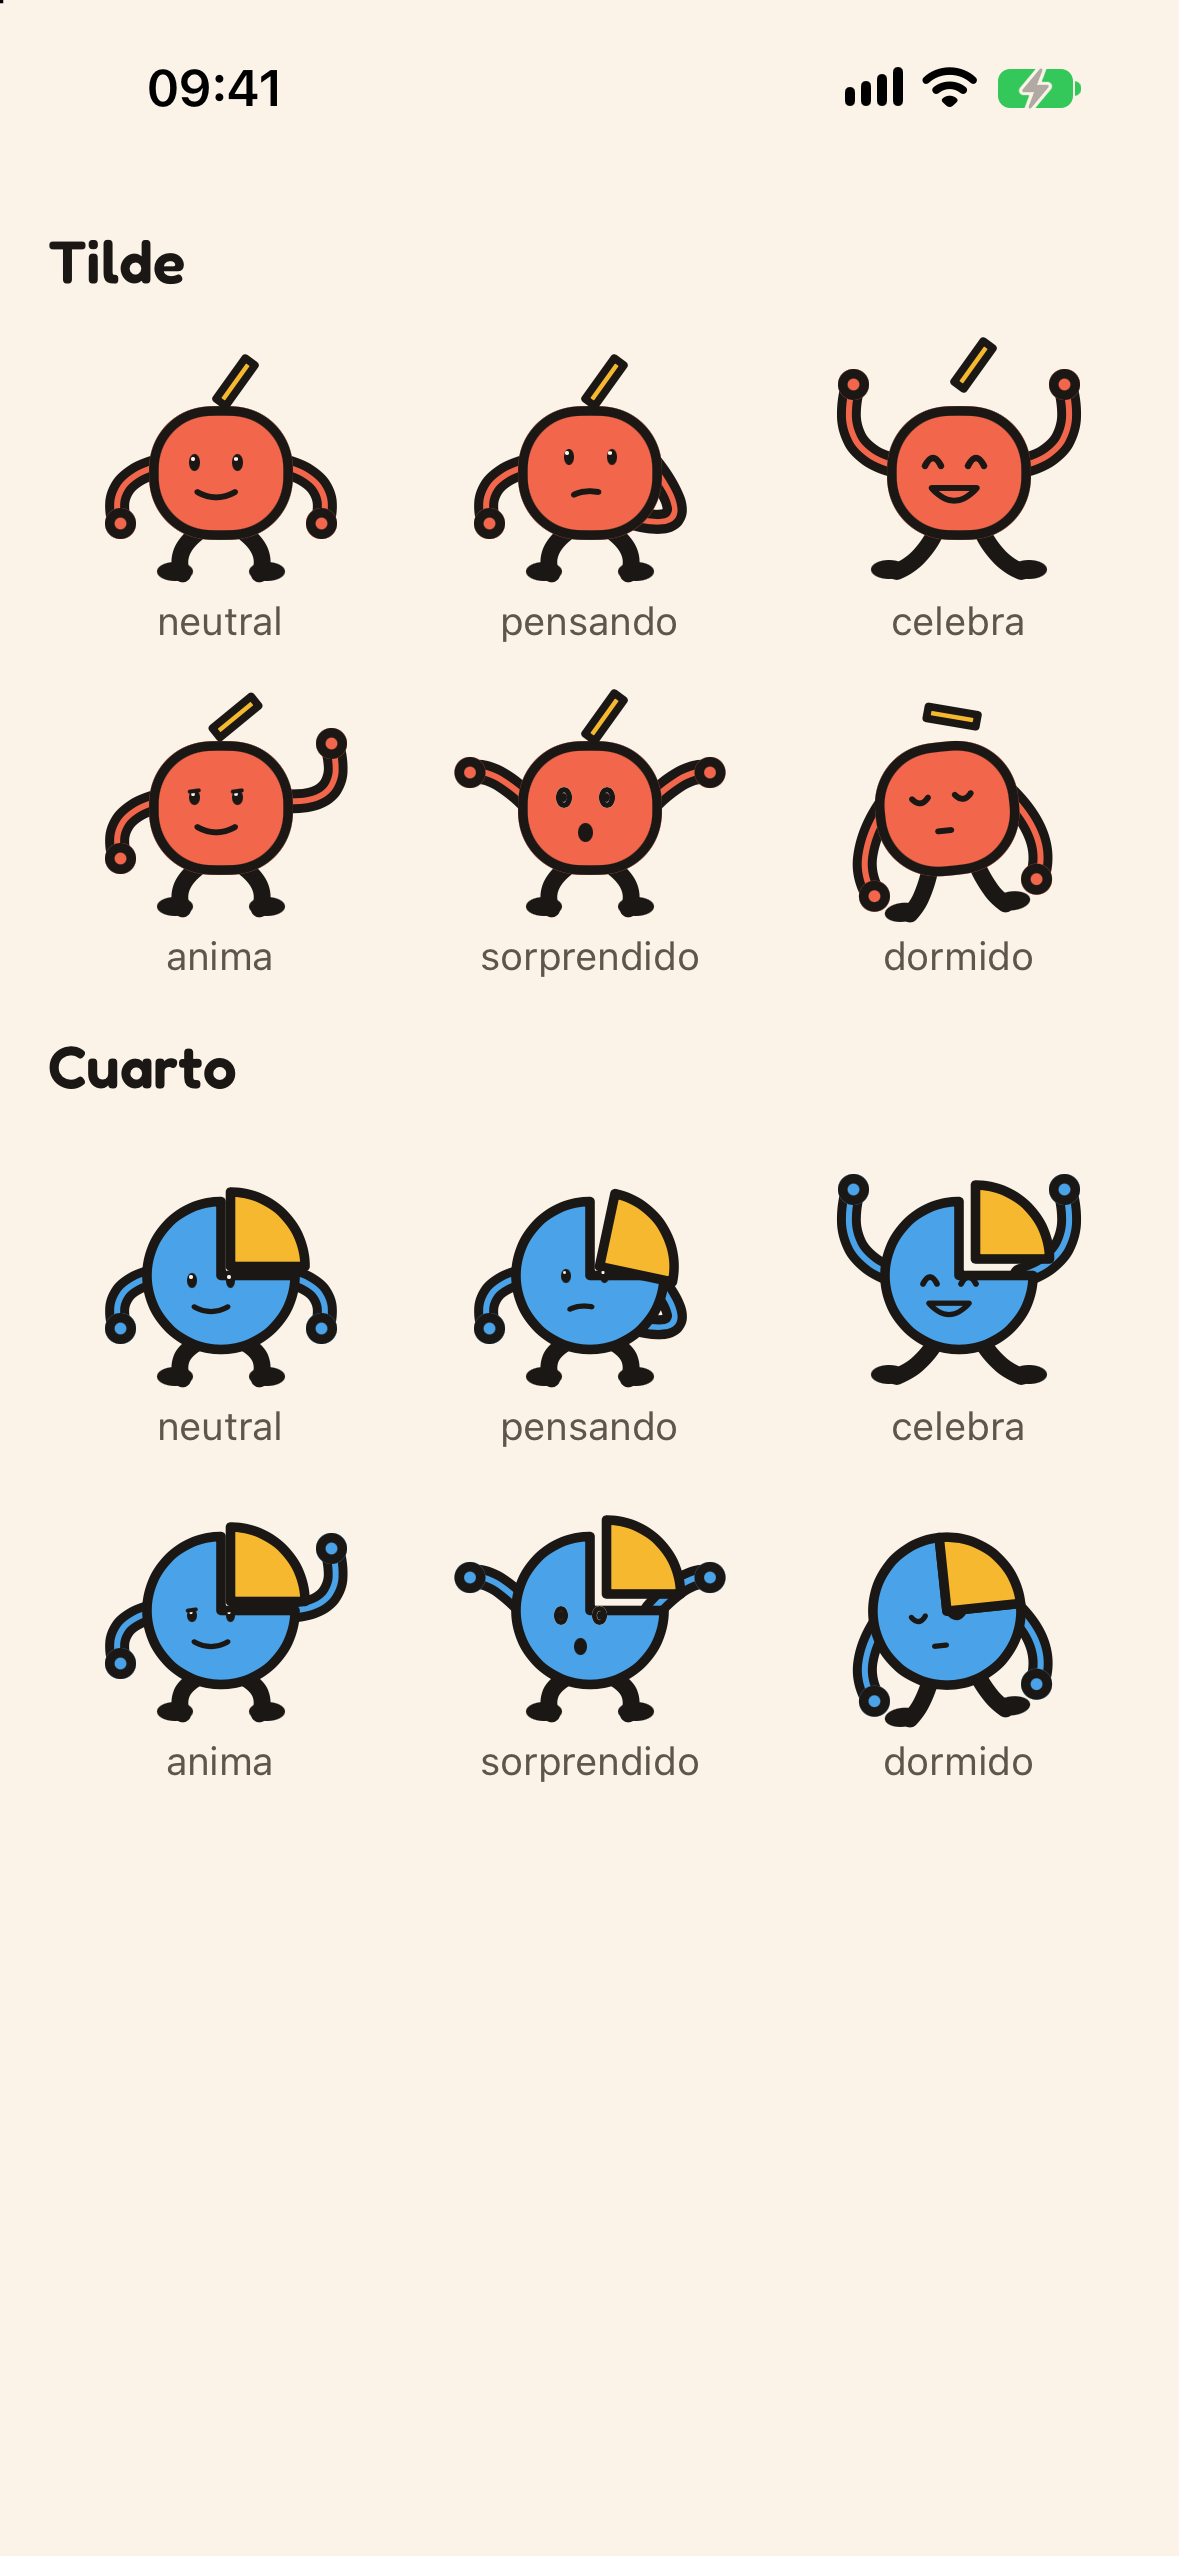 09:41
Tilde
neutral
pensando
celebra
anima
sorprendido
dormido
Cuarto
neutral
pensando
celebra
anima
sorprendido
dormido